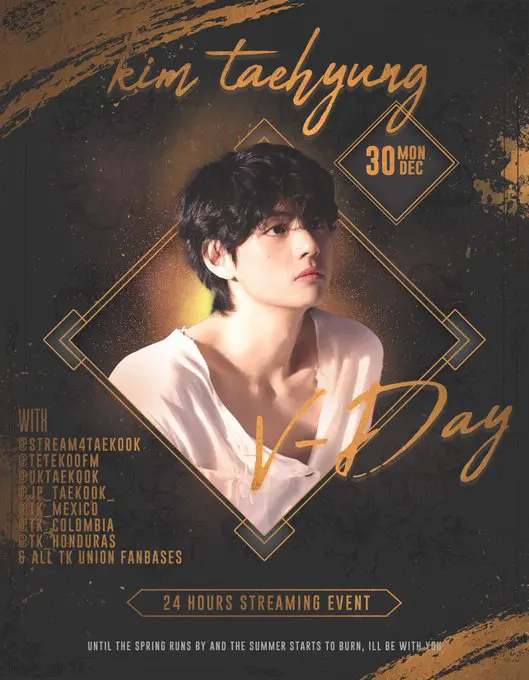 kim taehyung
30 MON
DEC
V-Day
WITH
@STREAM4TAEKOOK
@TETEKOOFM
@UKTAEKOOK
@JP_TAEKOOK_
@TK_MEXICO
@TK_COLOMBIA
@TK_HONDURAS
& ALL TK UNION FANBASES
24 HOURS STREAMING EVENT
UNTIL THE SPRING RUNS BY AND THE SUMMER STARTS TO BURN, ILL BE WITH YOU